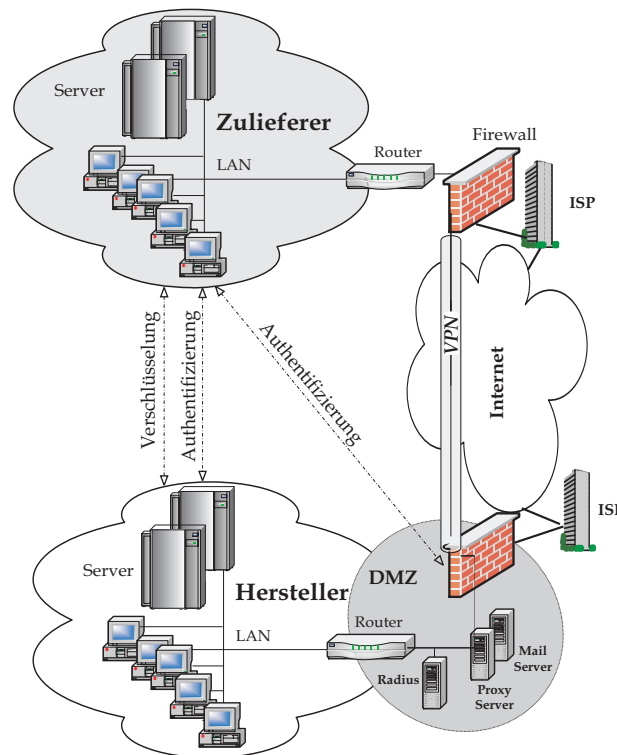 Server
Zulieferer
LAN
Router
Firewall
ISP
Verschlüsselung
Authentifizierung
Authentifizierung
VPN
Internet
ISP
Server
Hersteller
DMZ
LAN
Router
Radius
Proxy
Server
Mail
Server